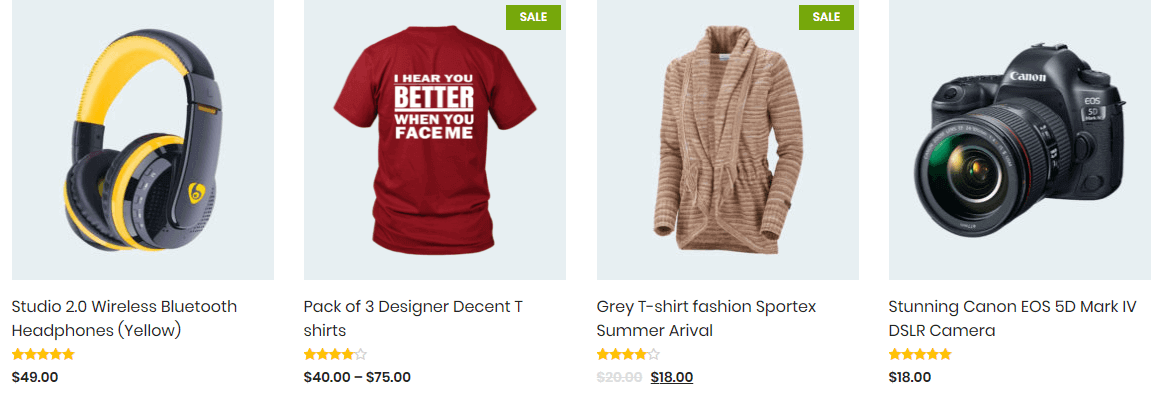 SALE
SALE
I HEAR YOU
BETTER
WHEN YOU
FACE ME
Canon
EOS
5D
Mark IV
Studio 2.0 Wireless Bluetooth
Headphones (Yellow)
$49.00
Pack of 3 Designer Decent T
shirts
$40.00 – $75.00
Grey T-shirt fashion Sportex
Summer Arival
$20.00 $18.00
Stunning Canon EOS 5D Mark IV
DSLR Camera
$18.00